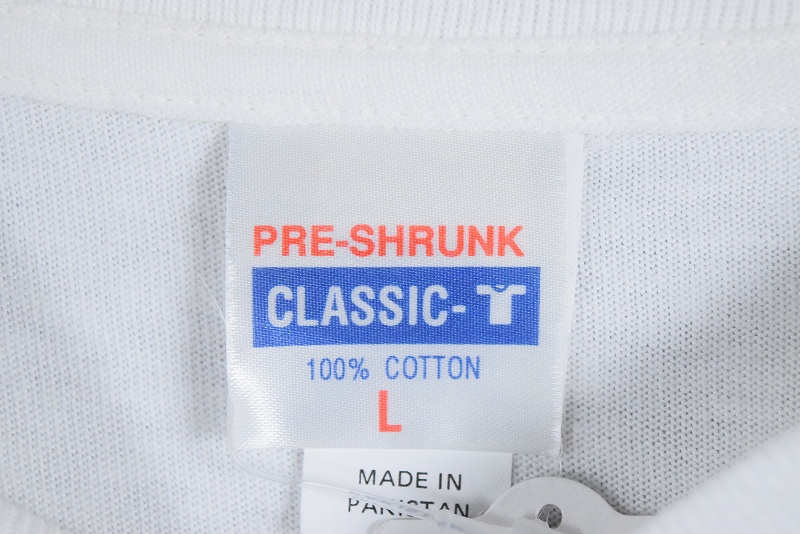 PRE-SHRUNK
CLASSIC-
100% COTTON
L
MADE IN
PAKISTAN